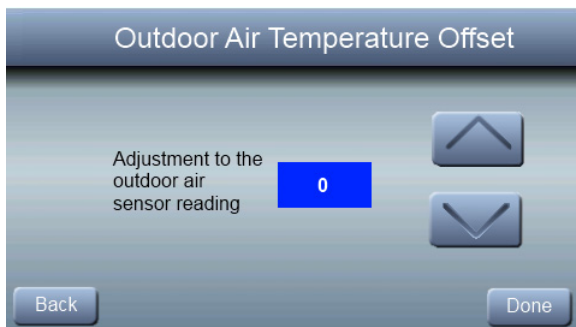 Outdoor Air Temperature Offset
Adjustment to the
outdoor air
sensor reading
0
Back
Done